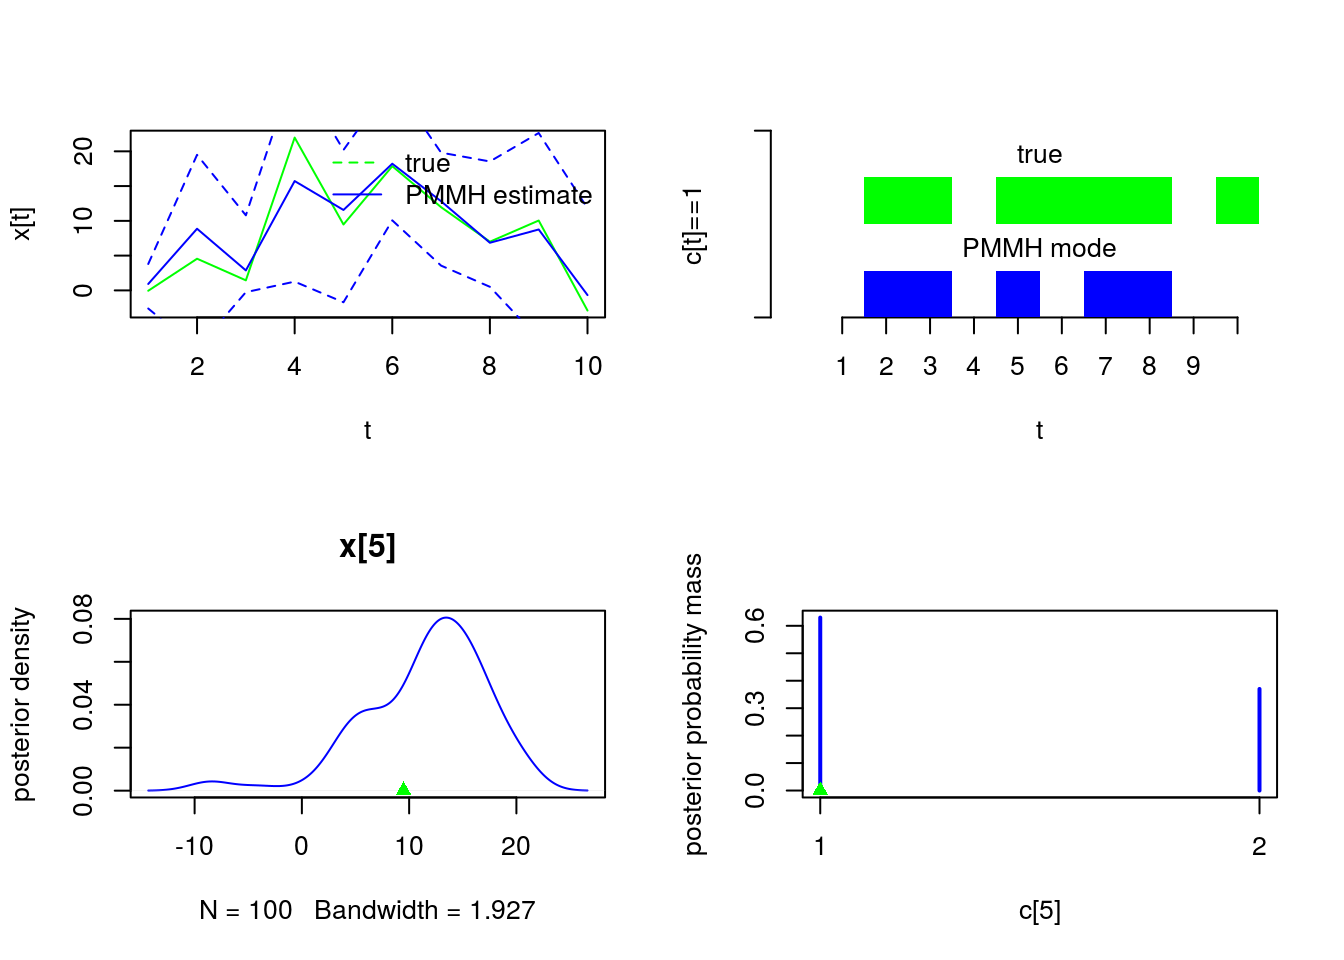 x[t]
20
10
0
true
PMMH estimate
2 4 6 8 10
t
c[t]==1
true
PMMH mode
1 2 3 4 5 6 7 8 9
t
x[5]
posterior density
0.08
0.04
0.00
-10 0 10 20
N = 100 Bandwidth = 1.927
posterior probability mass
0.6
0.3
0.0
1 2
c[5]